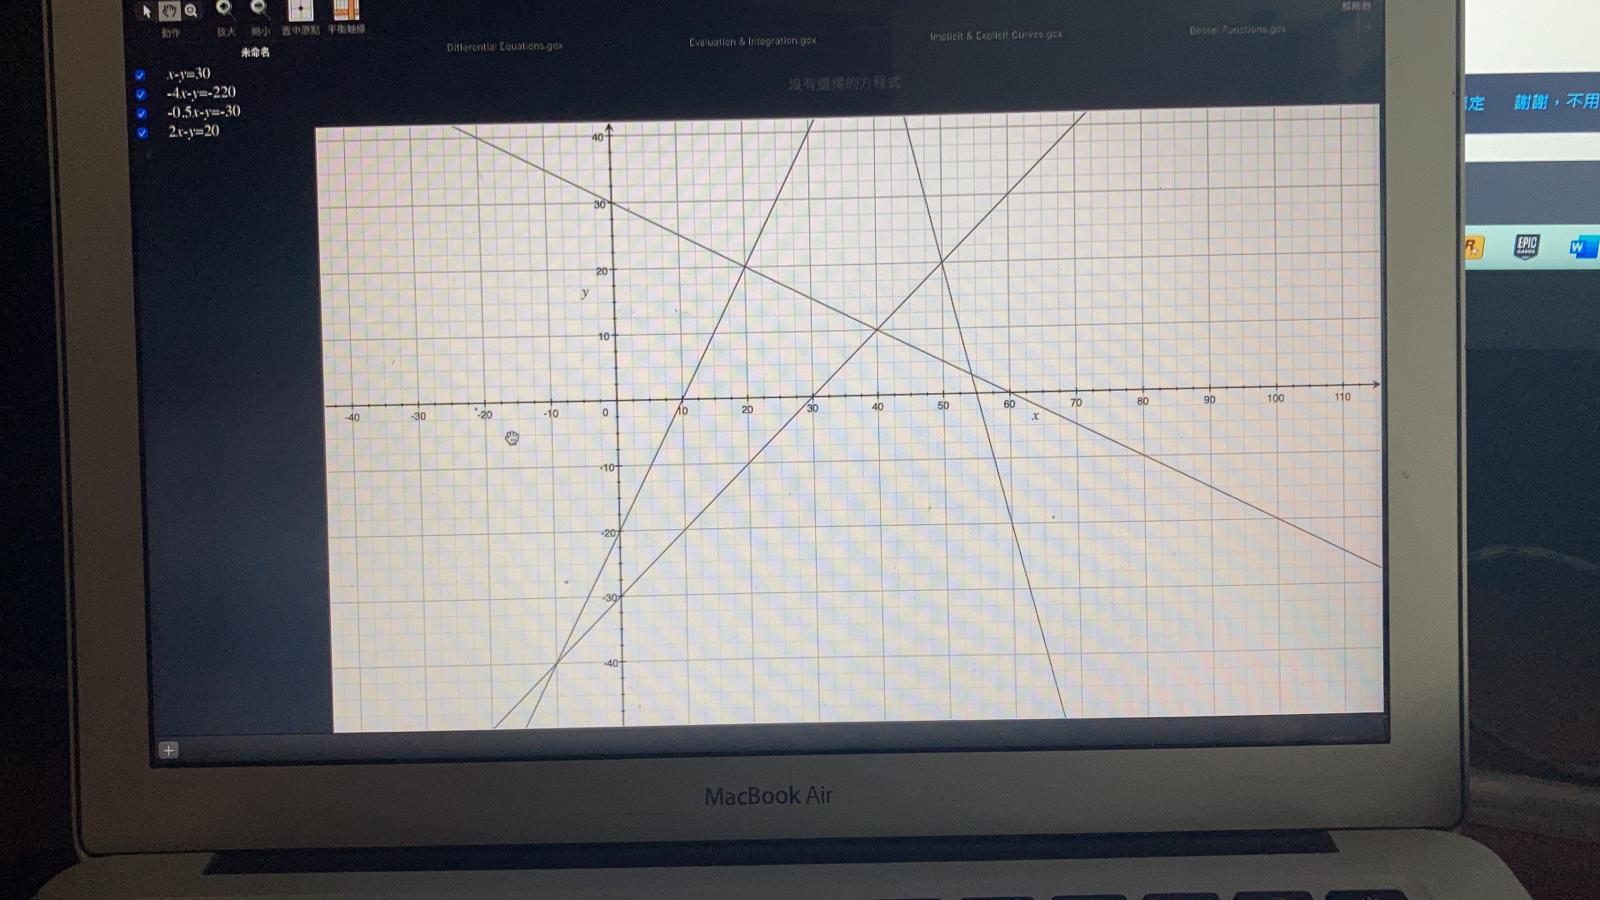 動作
放大
縮小
置中原點
平衡軸線
未命名
Differential Equations.gcx
Evaluation & Integration.gcx
Implicit & Explicit Curves.gcx
Bessel Functions.gcx
沒有選擇的方程式
x-y=30
-4x-y=-220
-0.5x-y=-30
2x-y=20
定
謝謝，不用
R
EPIC
GAMES
W
40
30
20
y
10
-40
-30
-20
-10
0
10
20
30
40
50
60
70
80
90
100
110
x
-10
-20
-30
-40
MacBook Air